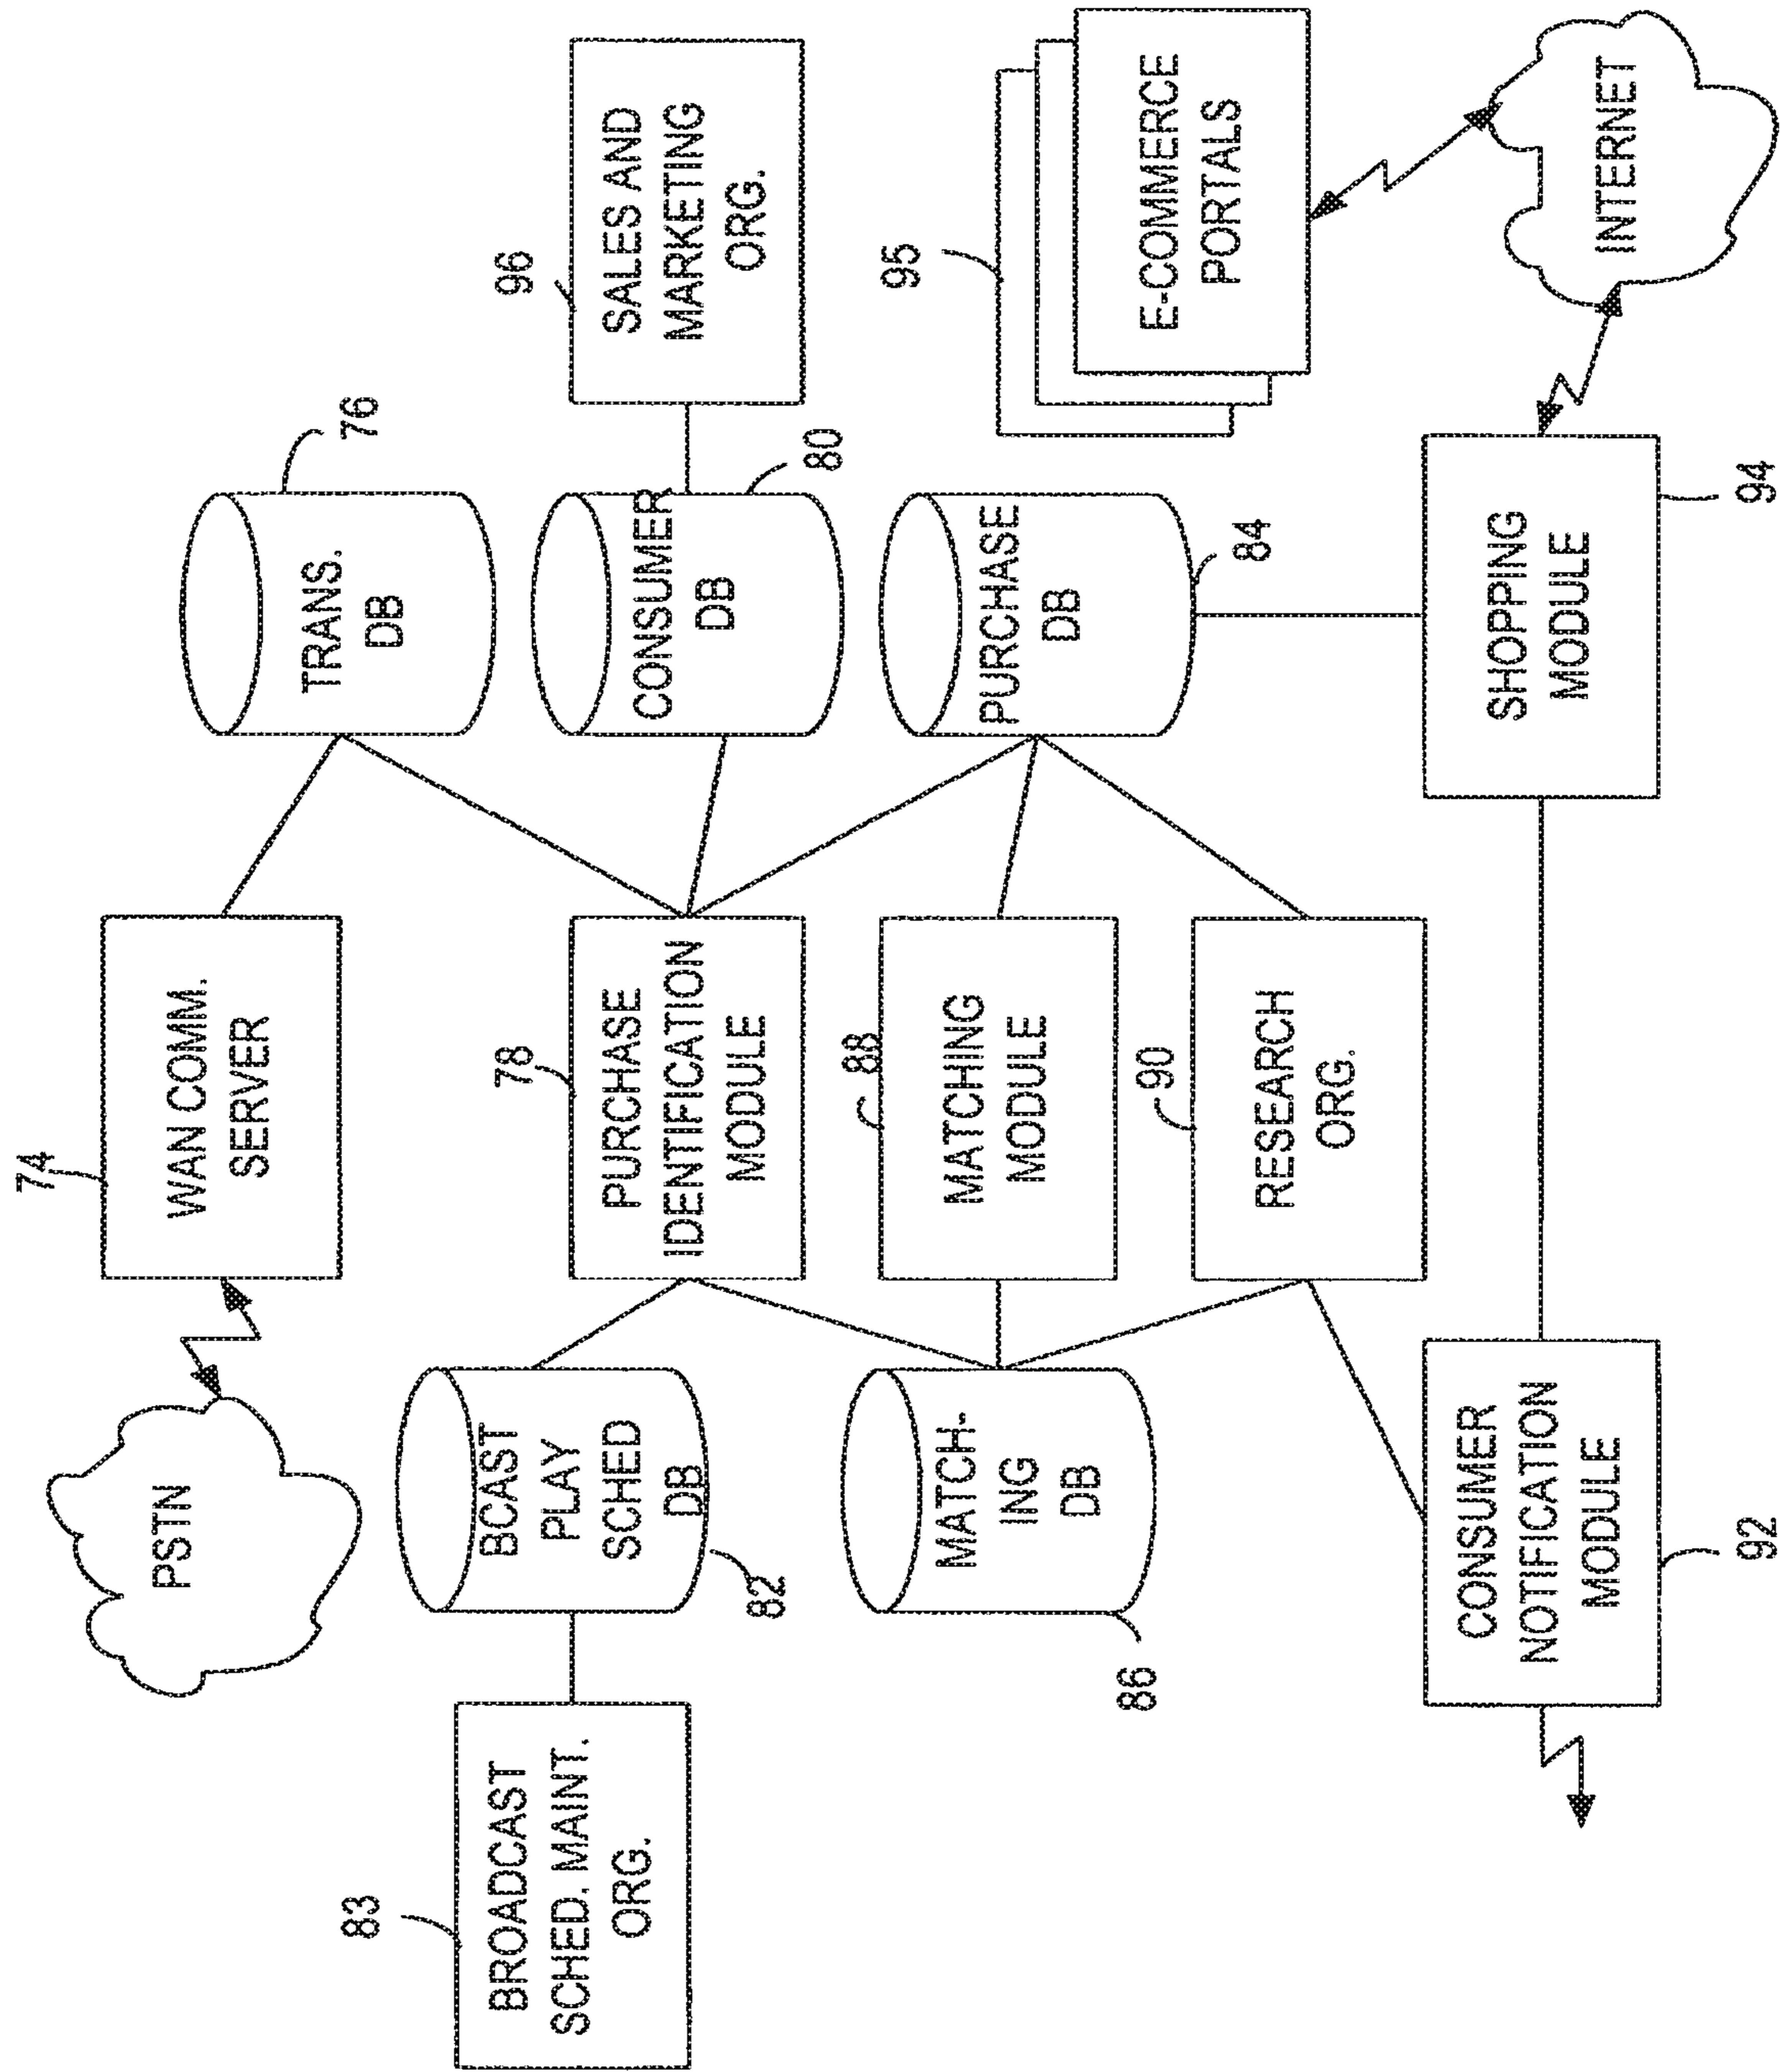 74
WAN COMM.
SERVER
PSTN
TRANS.
DB
76
83
BROADCAST
SCHED. MAINT.
ORG.
BCAST
PLAY
SCHED
DB
82
78
PURCHASE
IDENTIFICATION
MODULE
CONSUMER
DB
80
96
SALES AND
MARKETING
ORG.
MATCH-
ING
DB
86
88
MATCHING
MODULE
PURCHASE
DB
84
95
E-COMMERCE
PORTALS
90
RESEARCH
ORG.
CONSUMER
NOTIFICATION
MODULE
92
SHOPPING
MODULE
94
INTERNET